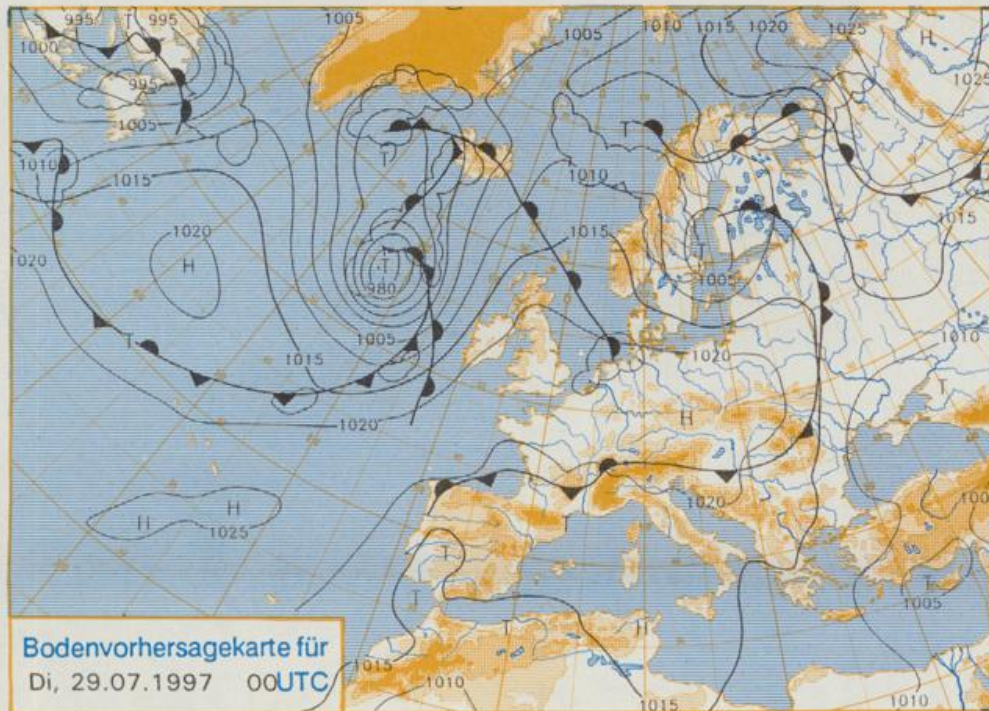 995 T 995 1005 1010 1015 1020 1005 1025 H
1000
995
1005
1025
1010 T T
1015 1010
1020 1015 1015
1020 H T T
980 1005
1010
T 1005
1015 1020 T
1020 H
1020
H H
1025
T
T
T T
1005
T H
1015
1010 1015 1010
Bodenvorhersagekarte für
Di, 29.07.1997 00UTC